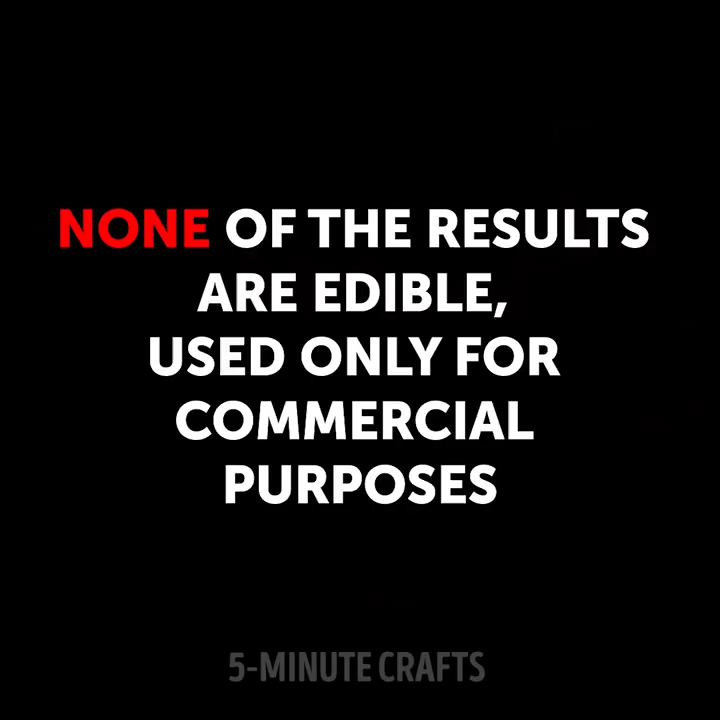 NONE OF THE RESULTS
ARE EDIBLE,
USED ONLY FOR
COMMERCIAL
PURPOSES
5-MINUTE CRAFTS